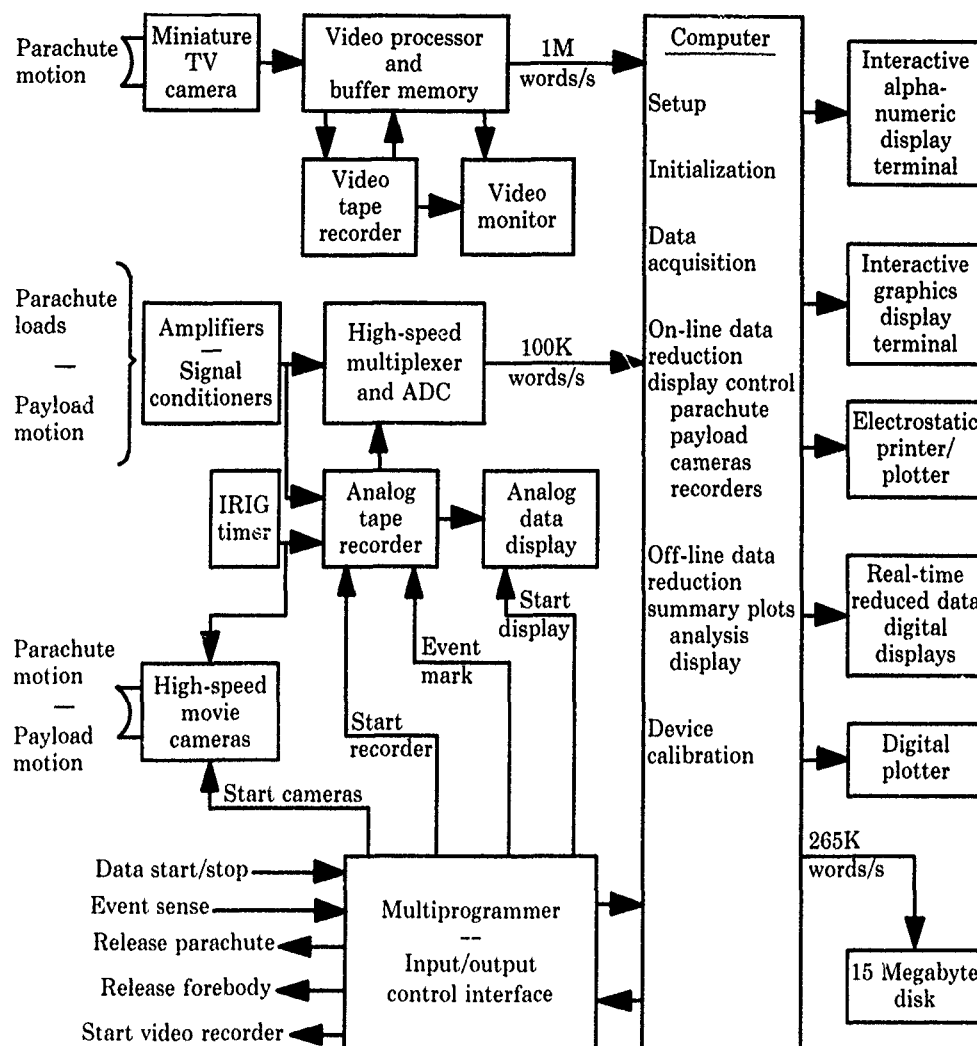 Parachute
motion
Miniature
TV
camera
Video processor
and
buffer memory
1M
words/s
Video
tape
recorder
Video
monitor
Parachute
loads
—
Payload
motion
Amplifiers
—
Signal
conditioners
High-speed
multiplexer
and ADC
100K
words/s
IRIG
timer
Analog
tape
recorder
Analog
data
display
Parachute
motion
—
Payload
motion
High-speed
movie
cameras
Start cameras
Start
recorder
Event
mark
Start
display
Data start/stop
Event sense
Release parachute
Release forebody
Start video recorder
Multiprogrammer
--
Input/output
control interface
Computer
Setup
Initialization
Data
acquisition
On-line data
reduction
display control
parachute
payload
cameras
recorders
Off-line data
reduction
summary plots
analysis
display
Device
calibration
Interactive
alpha-
numeric
display
terminal
Interactive
graphics
display
terminal
Electrostatic
printer/
plotter
Real-time
reduced data
digital
displays
Digital
plotter
265K
words/s
15 Megabyte
disk